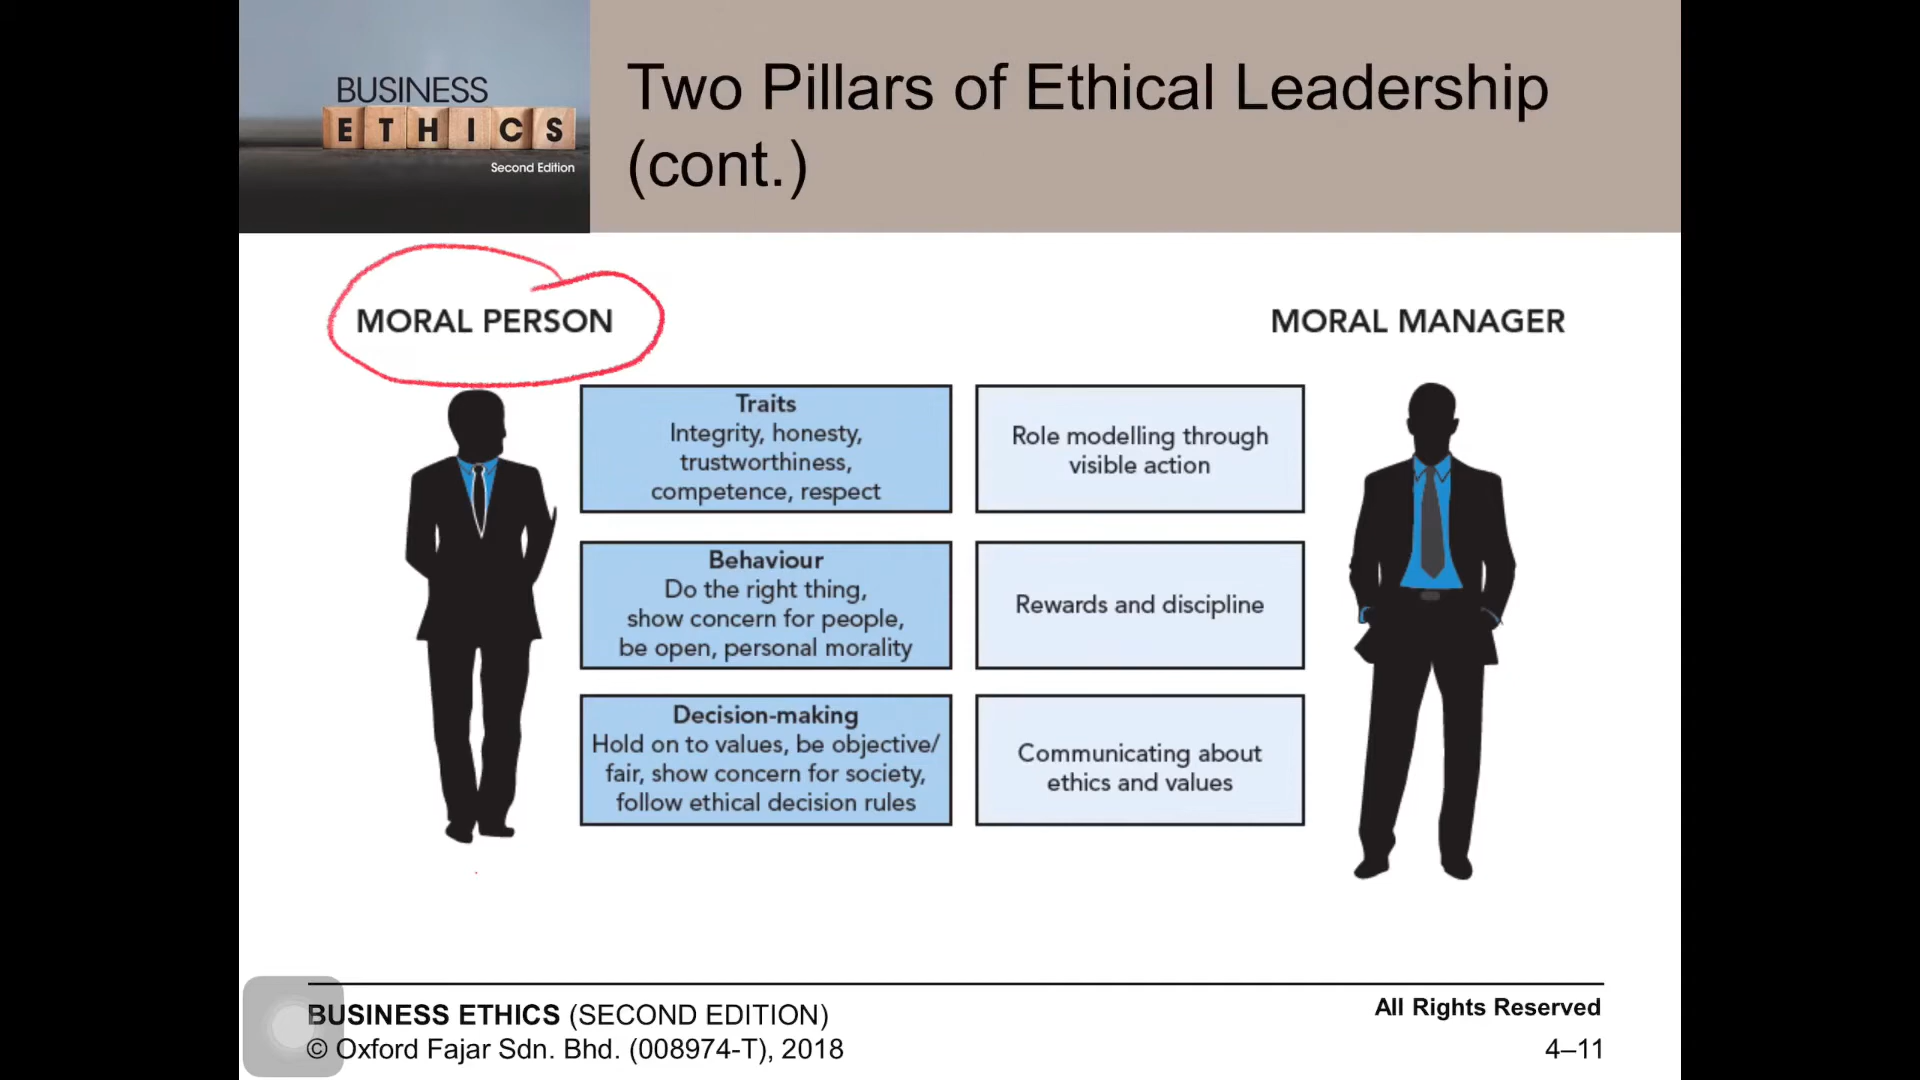 BUSINESS
ETHICS
Second Edition
Two Pillars of Ethical Leadership
(cont.)
MORAL PERSON
MORAL MANAGER
Traits
Integrity, honesty,
trustworthiness,
competence, respect
Role modelling through
visible action
Behaviour
Do the right thing,
show concern for people,
be open, personal morality
Rewards and discipline
Decision-making
Hold on to values, be objective/
fair, show concern for society,
follow ethical decision rules
Communicating about
ethics and values
BUSINESS ETHICS (SECOND EDITION)
© Oxford Fajar Sdn. Bhd. (008974-T), 2018
All Rights Reserved
4–11